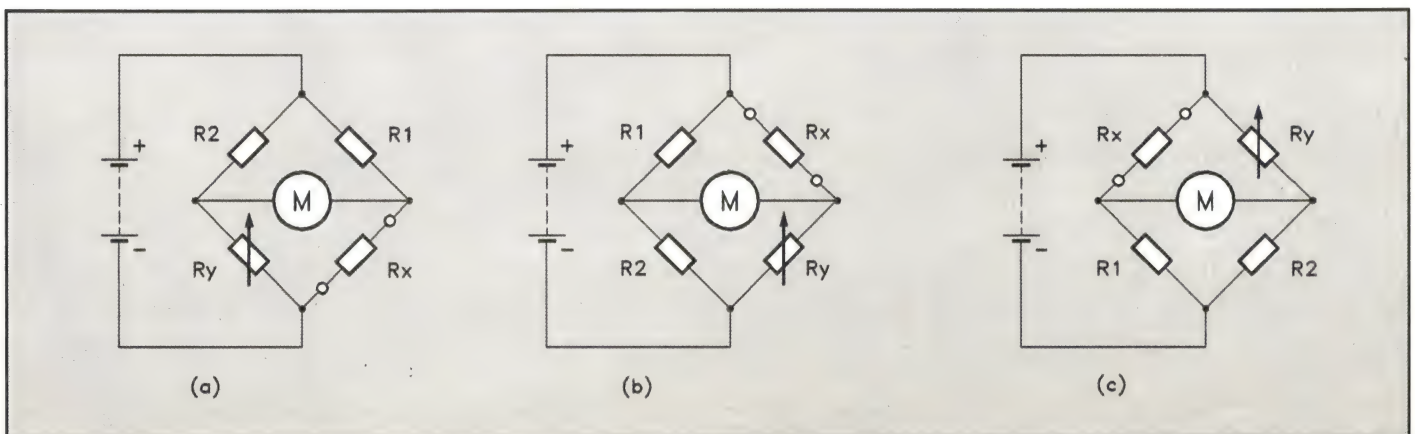 +
R2
R1
M
-
Ry
Rx
(a)
+
R1
Rx
M
-
R2
Ry
(b)
+
Rx
Ry
M
-
R1
R2
(c)